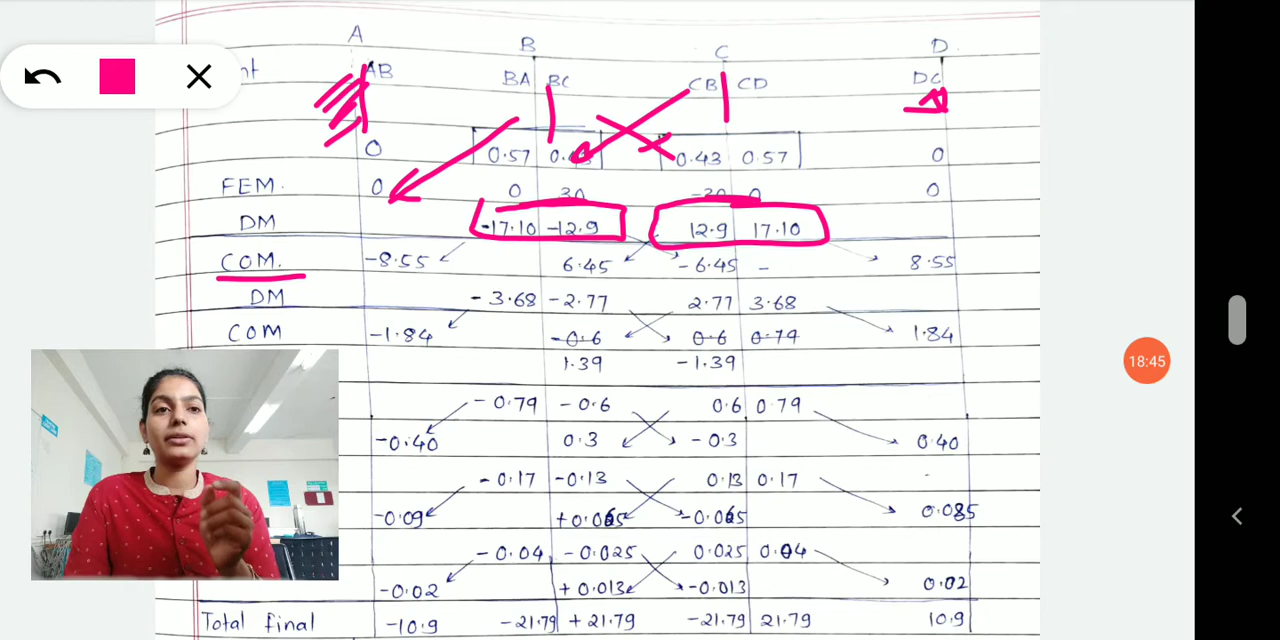 A B C D
AB BA BC CB CD DC
0 0.57 0.43 0.57 0
FEM. 0 0 30 -30 0 0
DM -17.10 -12.9 12.9 17.10
COM. -8.55 6.45 -6.45 - 8.55
DM -3.68 -2.77 2.77 3.68
COM -1.84 -0.6 0.6 0.79 1.84
1.39 -1.39
-0.79 -0.6 0.6 0.79
-0.40 0.3 -0.3 0.40
-0.17 -0.13 0.13 0.17 -
-0.09 +0.065 -0.065 0.085
-0.04 -0.025 0.025 0.04
-0.02 +0.013 -0.013 0.02
Total final -10.9 -21.79 +21.79 -21.79 21.79 10.9
18:45